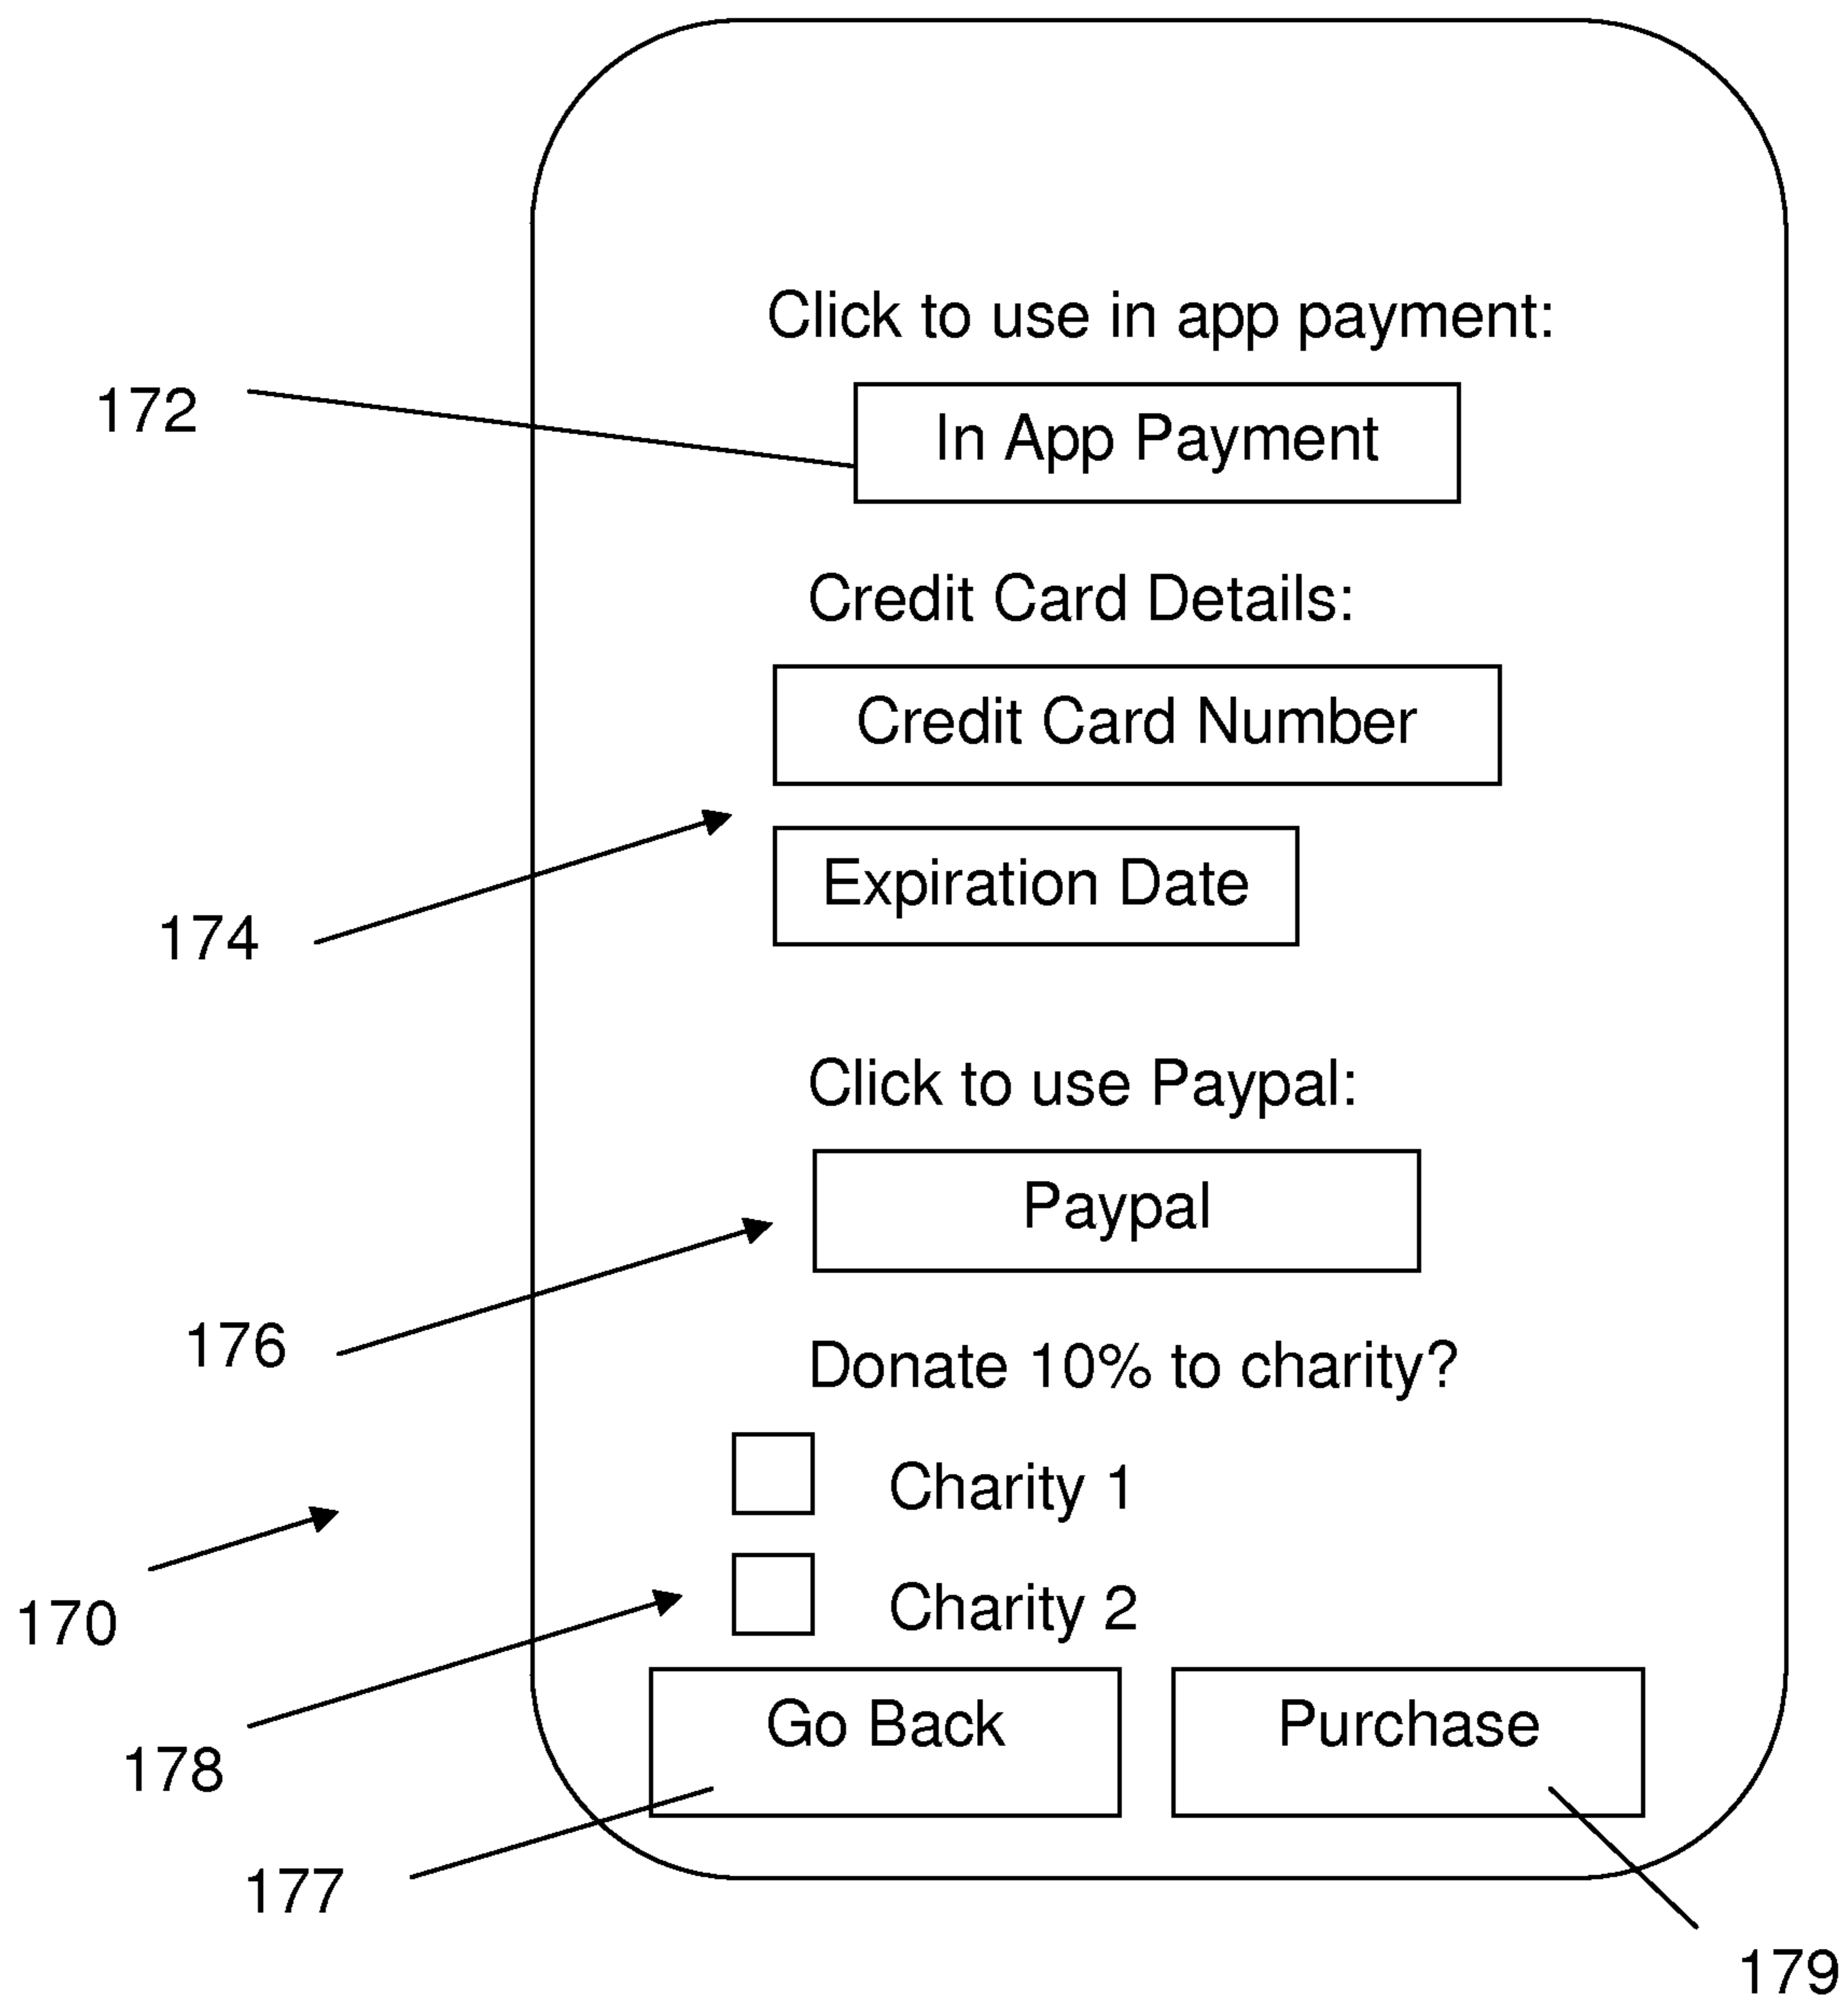 Click to use in app payment:
172
In App Payment
Credit Card Details:
Credit Card Number
Expiration Date
174
Click to use Paypal:
Paypal
176
Donate 10% to charity?
Charity 1
170
Charity 2
Go Back
Purchase
178
177
179